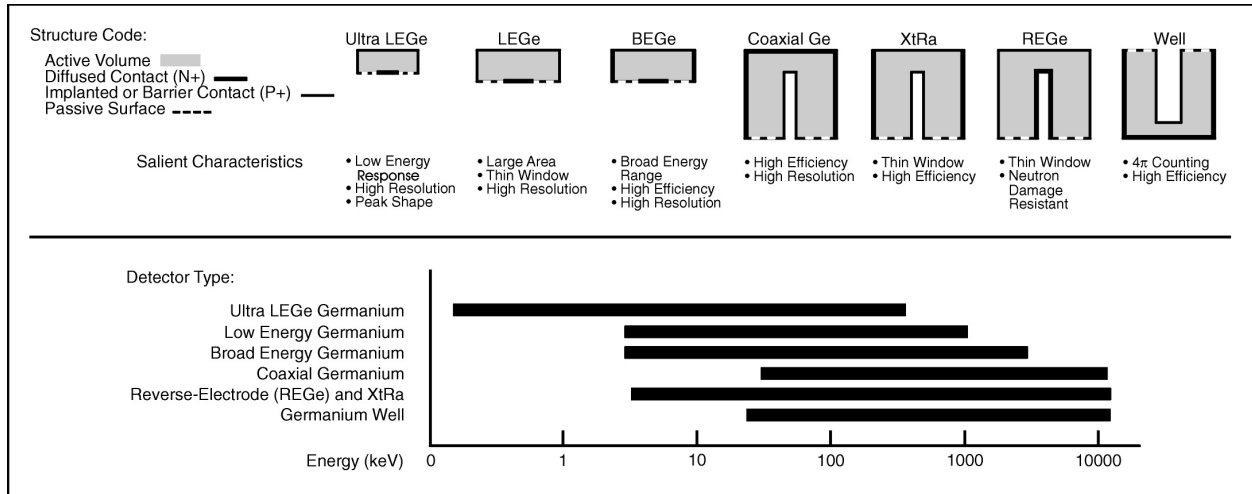 Structure Code:
Active Volume
Diffused Contact (N+)
Implanted or Barrier Contact (P+)
Passive Surface
Ultra LEGe
LEGe
BEGe
Coaxial Ge
XtRa
REGe
Well
Salient Characteristics
• Low Energy
Response
• High Resolution
• Peak Shape
• Large Area
• Thin Window
• High Resolution
• Broad Energy
Range
• High Efficiency
• High Resolution
• High Efficiency
• High Resolution
• Thin Window
• High Efficiency
• Thin Window
• Neutron
Damage
Resistant
• 4π Counting
• High Efficiency
Detector Type:
Ultra LEGe Germanium
Low Energy Germanium
Broad Energy Germanium
Coaxial Germanium
Reverse-Electrode (REGe) and XtRa
Germanium Well
Energy (keV) 0 1 10 100 1000 10000